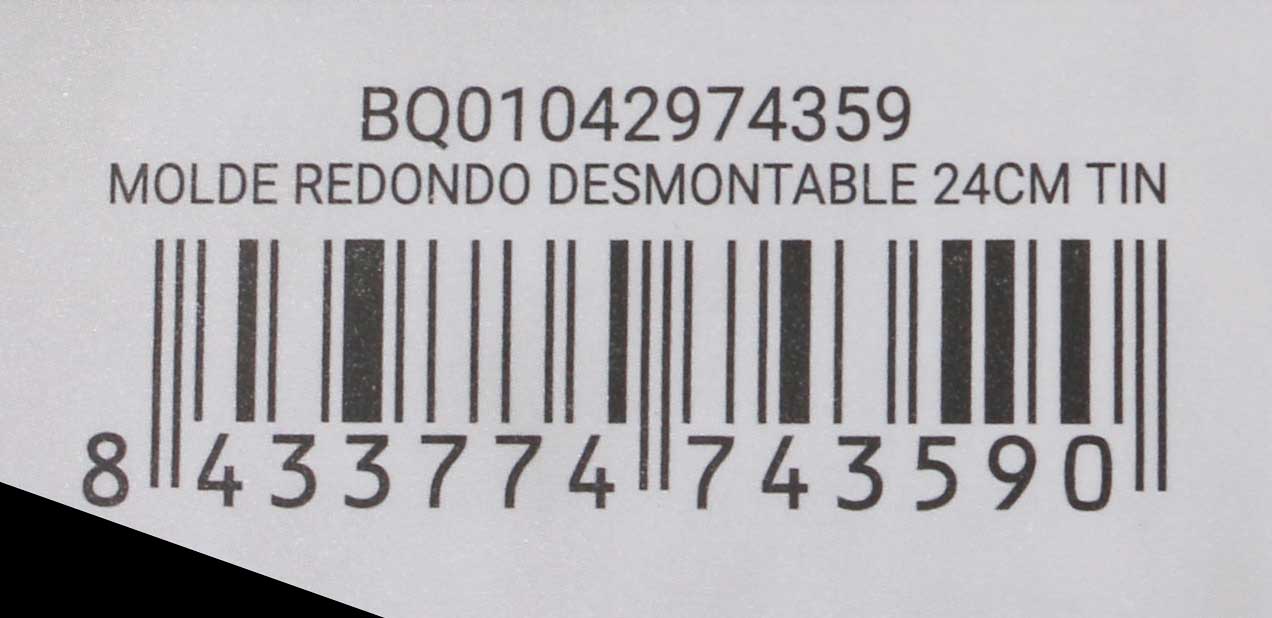 BQ01042974359
MOLDE REDONDO DESMONTABLE 24CM TIN
8 433774 743590